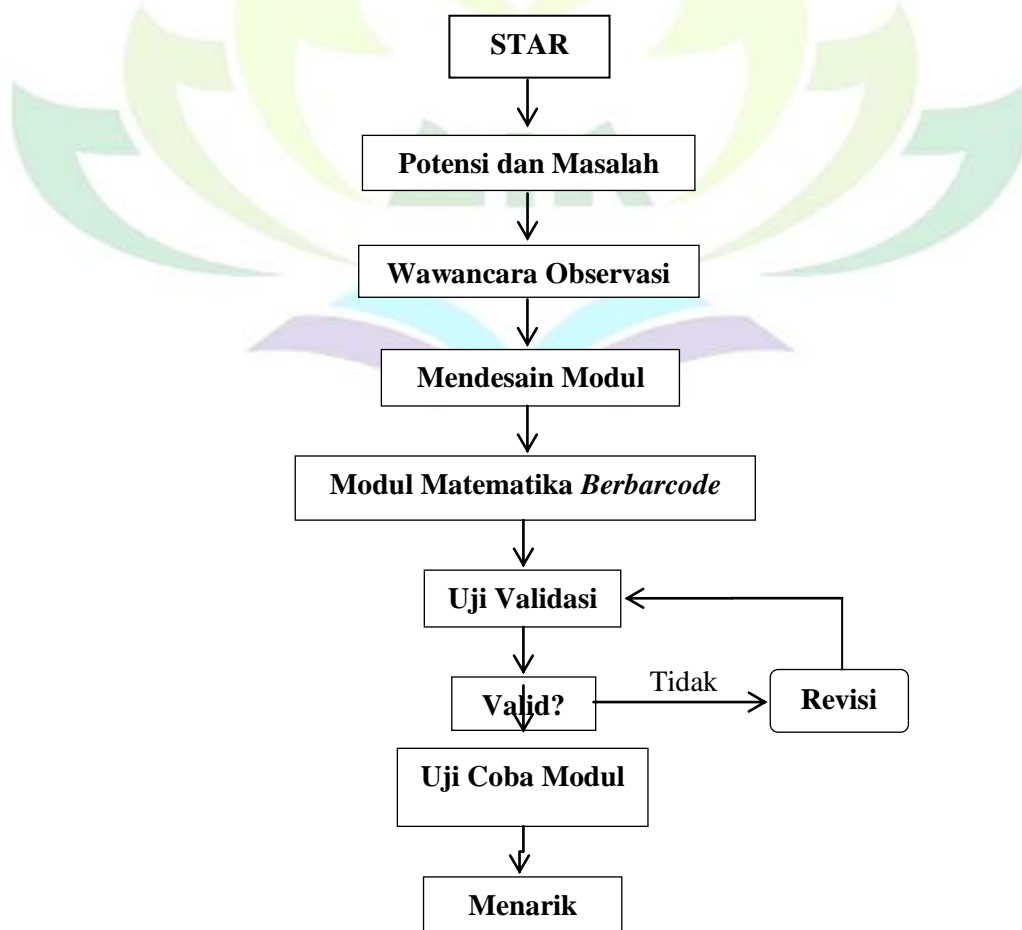 STAR
Potensi dan Masalah
Wawancara Observasi
Mendesain Modul
Modul Matematika Berbarcode
Uji Validasi
Tidak
Valid?
Revisi
Uji Coba Modul
Menarik